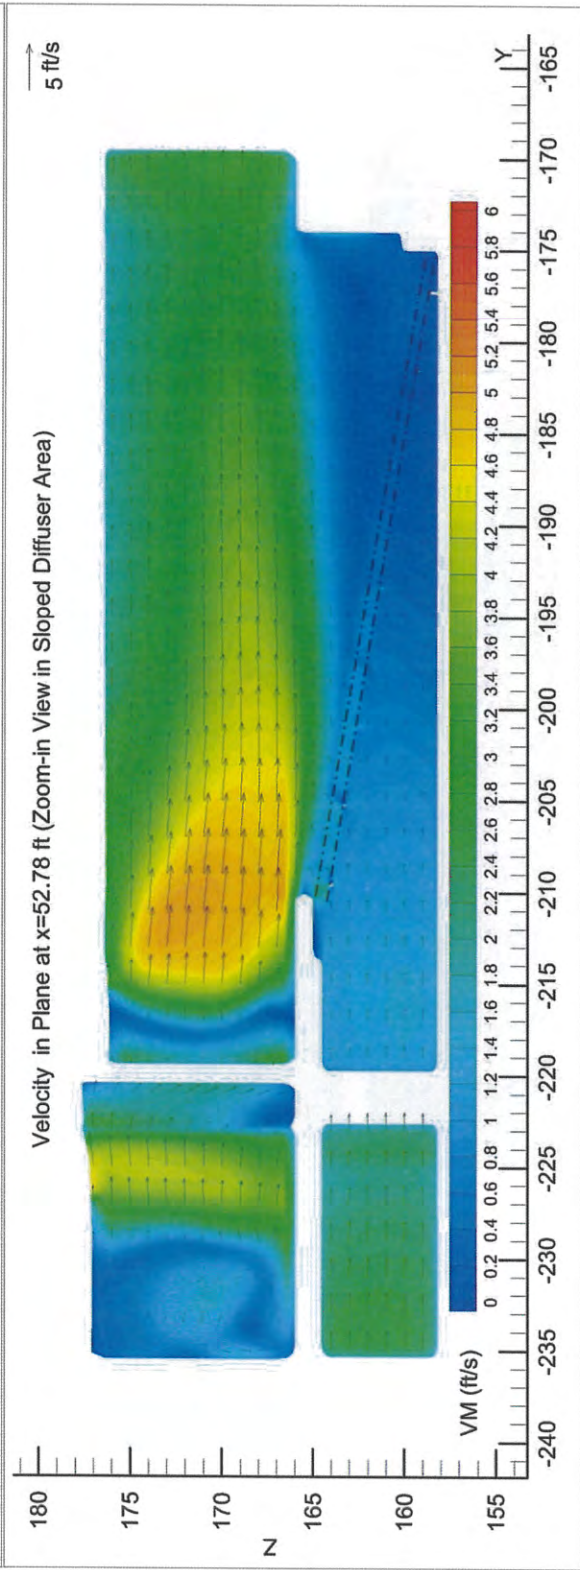 Velocity in Plane at x=52.78 ft (Zoom-in View in Sloped Diffuser Area)
5 ft/s
180
175
170
165
160
155
Z
VM (ft/s)
0 0.2 0.4 0.6 0.8 1 1.2 1.4 1.6 1.8 2 2.2 2.4 2.6 2.8 3 3.2 3.4 3.6 3.8 4 4.2 4.4 4.6 4.8 5 5.2 5.4 5.6 5.8 6
Y
-240 -235 -230 -225 -220 -215 -210 -205 -200 -195 -190 -185 -180 -175 -170 -165